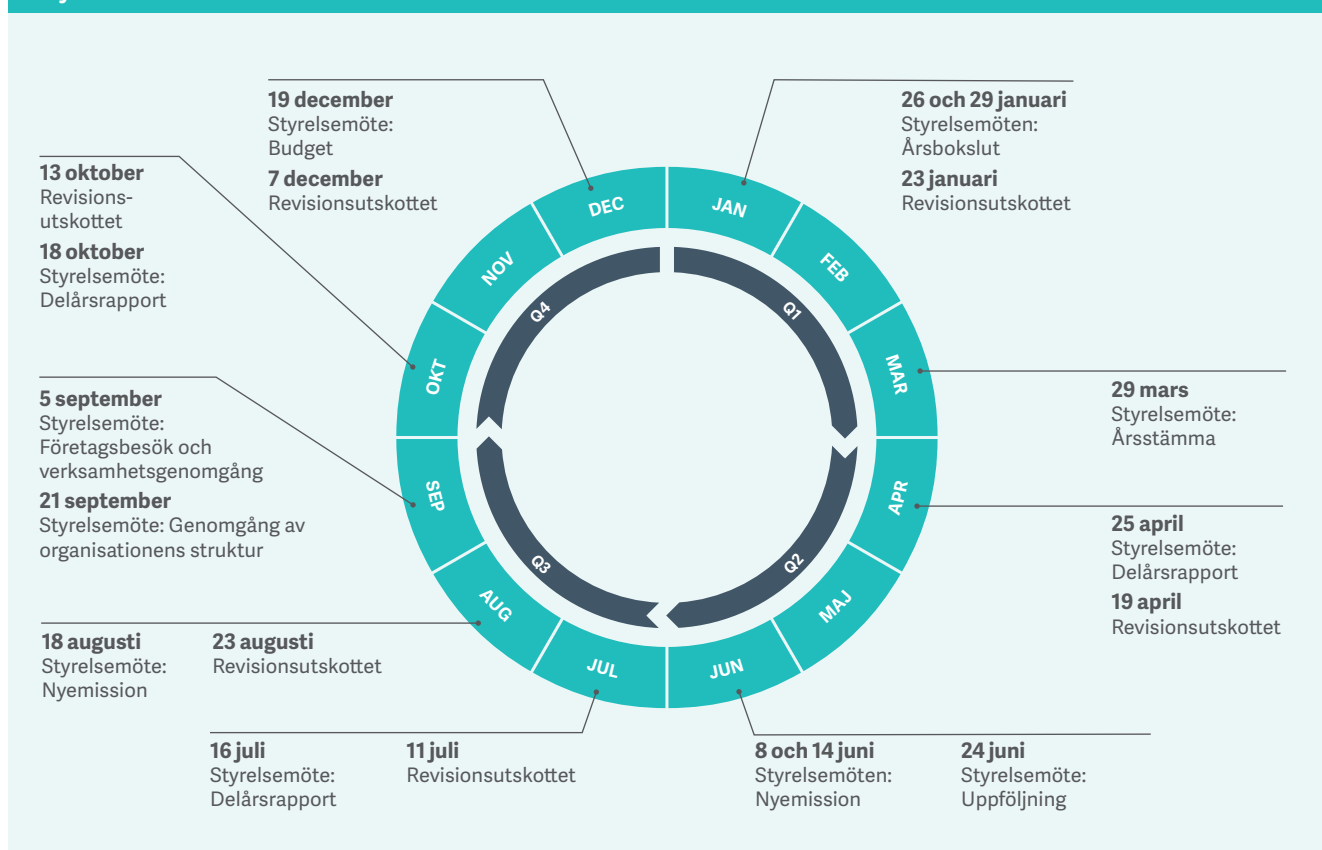 19 december
Styrelsemöte:
Budget
7 december
Revisionsutskottet
26 och 29 januari
Styrelsemöten:
Årsbokslut
23 januari
Revisionsutskottet
13 oktober
Revisions-
utskottet
18 oktober
Styrelsemöte:
Delårsrapport
29 mars
Styrelsemöte:
Årsstämma
5 september
Styrelsemöte:
Företagsbesök och
verksamhetsgenomgång
21 september
Styrelsemöte: Genomgång av
organisationens struktur
25 april
Styrelsemöte:
Delårsrapport
19 april
Revisionsutskottet
18 augusti
Styrelsemöte:
Nyemission
23 augusti
Revisionsutskottet
16 juli
Styrelsemöte:
Delårsrapport
11 juli
Revisionsutskottet
8 och 14 juni
Styrelsemöten:
Nyemission
24 juni
Styrelsemöte:
Uppföljning
JAN
FEB
MAR
APR
MAJ
JUN
JUL
AUG
SEP
OKT
NOV
DEC
Q1
Q2
Q3
Q4